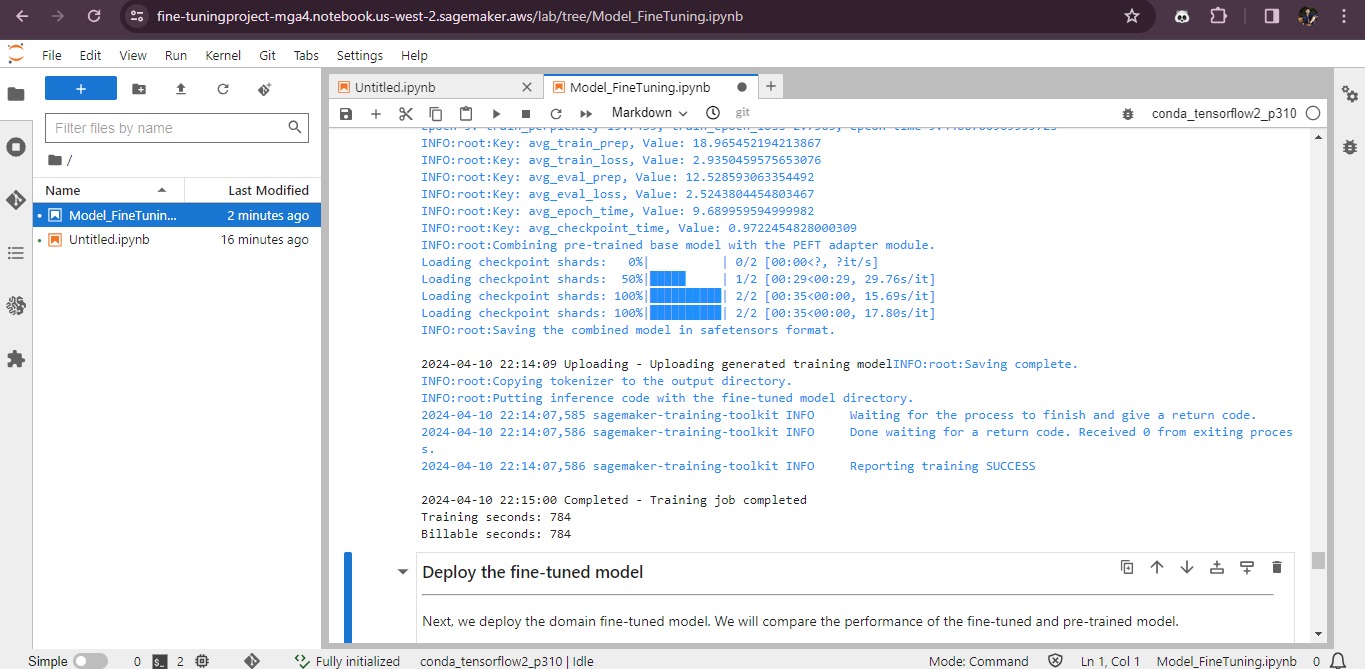 fine-tuningproject-mga4.notebook.us-west-2.sagemaker.aws/lab/tree/Model_FineTuning.ipynb
File Edit View Run Kernel Git Tabs Settings Help
+
Filter files by name
/
Name Last Modified
Model_FineTunin... 2 minutes ago
Untitled.ipynb 16 minutes ago
Untitled.ipynb Model_FineTuning.ipynb
Markdown git conda_tensorflow2_p310
INFO:root:Key: avg_train_prep, Value: 18.965452194213867
INFO:root:Key: avg_train_loss, Value: 2.9350459575653076
INFO:root:Key: avg_eval_prep, Value: 12.528593063354492
INFO:root:Key: avg_eval_loss, Value: 2.5243804454803467
INFO:root:Key: avg_epoch_time, Value: 9.689959594999982
INFO:root:Key: avg_checkpoint_time, Value: 0.9722454828000309
INFO:root:Combining pre-trained base model with the PEFT adapter module.
Loading checkpoint shards: 0%| | 0/2 [00:00<?, ?it/s]
Loading checkpoint shards: 50%|█████ | 1/2 [00:29<00:29, 29.76s/it]
Loading checkpoint shards: 100%|██████████| 2/2 [00:35<00:00, 15.69s/it]
Loading checkpoint shards: 100%|██████████| 2/2 [00:35<00:00, 17.80s/it]
INFO:root:Saving the combined model in safetensors format.
2024-04-10 22:14:09 Uploading - Uploading generated training modelINFO:root:Saving complete.
INFO:root:Copying tokenizer to the output directory.
INFO:root:Putting inference code with the fine-tuned model directory.
2024-04-10 22:14:07,585 sagemaker-training-toolkit INFO Waiting for the process to finish and give a return code.
2024-04-10 22:14:07,586 sagemaker-training-toolkit INFO Done waiting for a return code. Received 0 from exiting proces
s.
2024-04-10 22:14:07,586 sagemaker-training-toolkit INFO Reporting training SUCCESS
2024-04-10 22:15:00 Completed - Training job completed
Training seconds: 784
Billable seconds: 784
Deploy the fine-tuned model
Next, we deploy the domain fine-tuned model. We will compare the performance of the fine-tuned and pre-trained model.
Simple 0 2 Fully initialized conda_tensorflow2_p310 | Idle Mode: Command Ln 1, Col 1 Model_FineTuning.ipynb 0